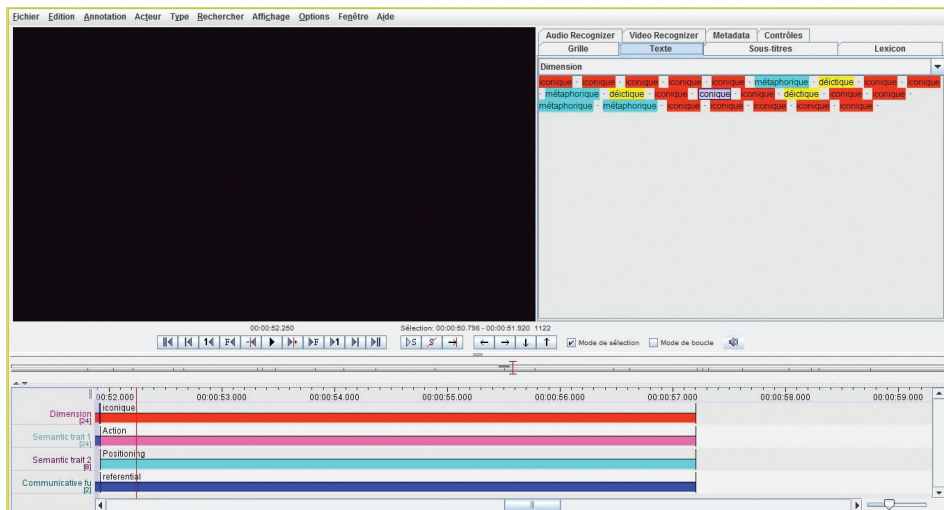 Fichier Edition Annotation Acteur Type Rechercher Affichage Options Fenêtre Aide
Audio Recognizer Video Recognizer Metadata Contrôles
Grille Texte Sous-titres Lexicon
Dimension
iconique · iconique · iconique · iconique · iconique · métaphorique · déictique · iconique · iconique
· métaphorique · déictique · iconique · conique · iconique · déictique · iconique · iconique ·
métaphorique · métaphorique · iconique · iconique · iconique · iconique · iconique ·
00:00:52.250 Sélection: 00:00:50.798 - 00:00:51.920 1122
1 F F 1 S S Mode de sélection Mode de boucle
00:52.000 00:00:53.000 00:00:54.000 00:00:55.000 00:00:56.000 00:00:57.000 00:00:58.000 00:00:59.000
Dimension iconique
[24]
Semantic trait 1 Action
[24]
Semantic trait 2 Positioning
[8]
Communicative fu referential
[2]